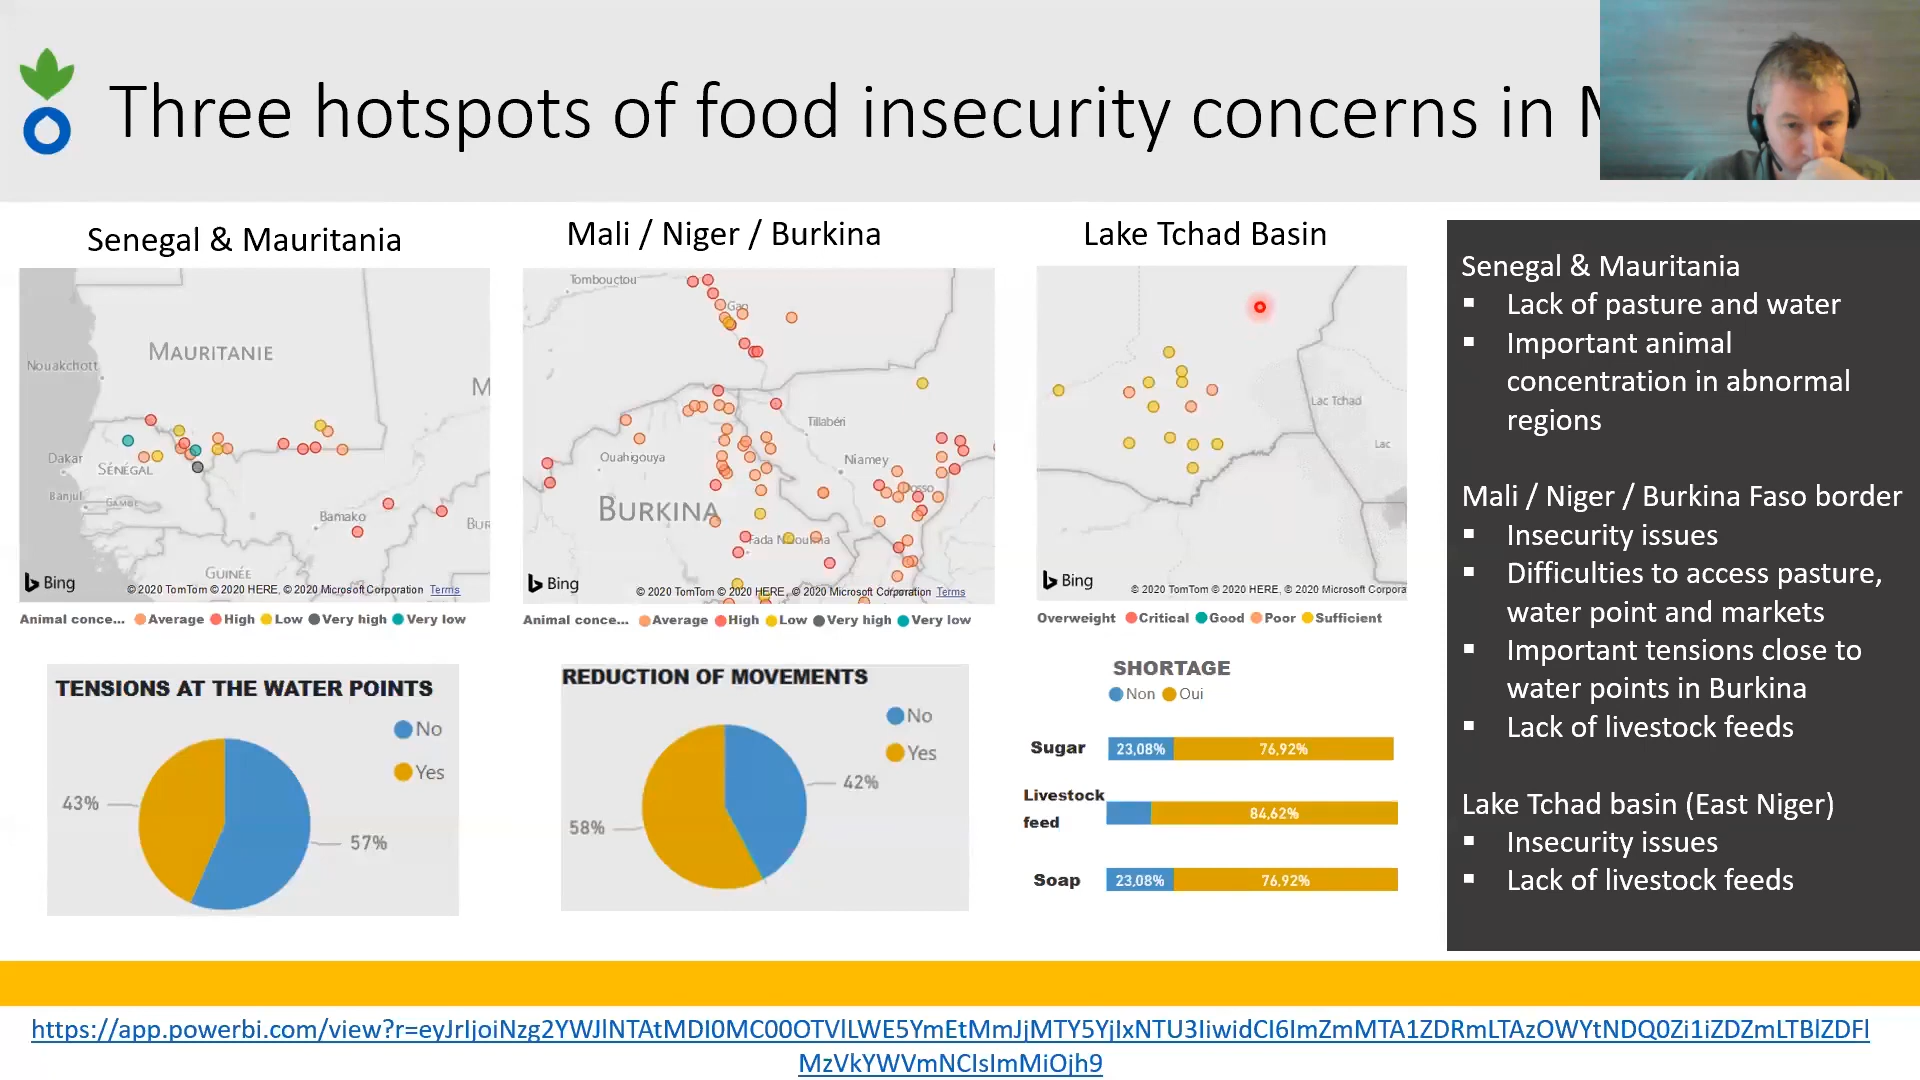 Three hotspots of food insecurity concerns in
Senegal & Mauritania
Mali / Niger / Burkina
Lake Tchad Basin
Nouakchott
MAURITANIE
M
Dakar
SÉNÉGAL
Banjul
GAMBIE
Bamako
BUR
GUINÉE
Bing
© 2020 TomTom © 2020 HERE, © 2020 Microsoft Corporation Terms
Animal conce... Average High Low Very high Very low
Tombouctou
Gao
Tillabéri
Ouahigouya
Niamey
BURKINA
Bing
© 2020 TomTom © 2020 HERE, © 2020 Microsoft Corporation Terms
Animal conce... Average High Low Very high Very low
Lac Tchad
Lac
Bing
© 2020 TomTom © 2020 HERE, © 2020 Microsoft Corpora
Overweight Critical Good Poor Sufficient
TENSIONS AT THE WATER POINTS
No
Yes
43%
57%
REDUCTION OF MOVEMENTS
No
Yes
42%
58%
SHORTAGE
Non Oui
Sugar 23,08% 76,92%
Livestock
feed 84,62%
Soap 23,08% 76,92%
Senegal & Mauritania
▪ Lack of pasture and water
▪ Important animal
concentration in abnormal
regions
Mali / Niger / Burkina Faso border
▪ Insecurity issues
▪ Difficulties to access pasture,
water point and markets
▪ Important tensions close to
water points in Burkina
▪ Lack of livestock feeds
Lake Tchad basin (East Niger)
▪ Insecurity issues
▪ Lack of livestock feeds
https://app.powerbi.com/view?r=eyJrIjoiNzg2YWJlNTAtMDI0MC00OTVlLWE5YmEtMmJjMTY5YjIxNTU3IiwidCI6ImZmMTA1ZDRmLTAzOWYtNDQ0Zi1iZDZmLTBlZDFl
MzVkYWVmNCIsImMiOjh9